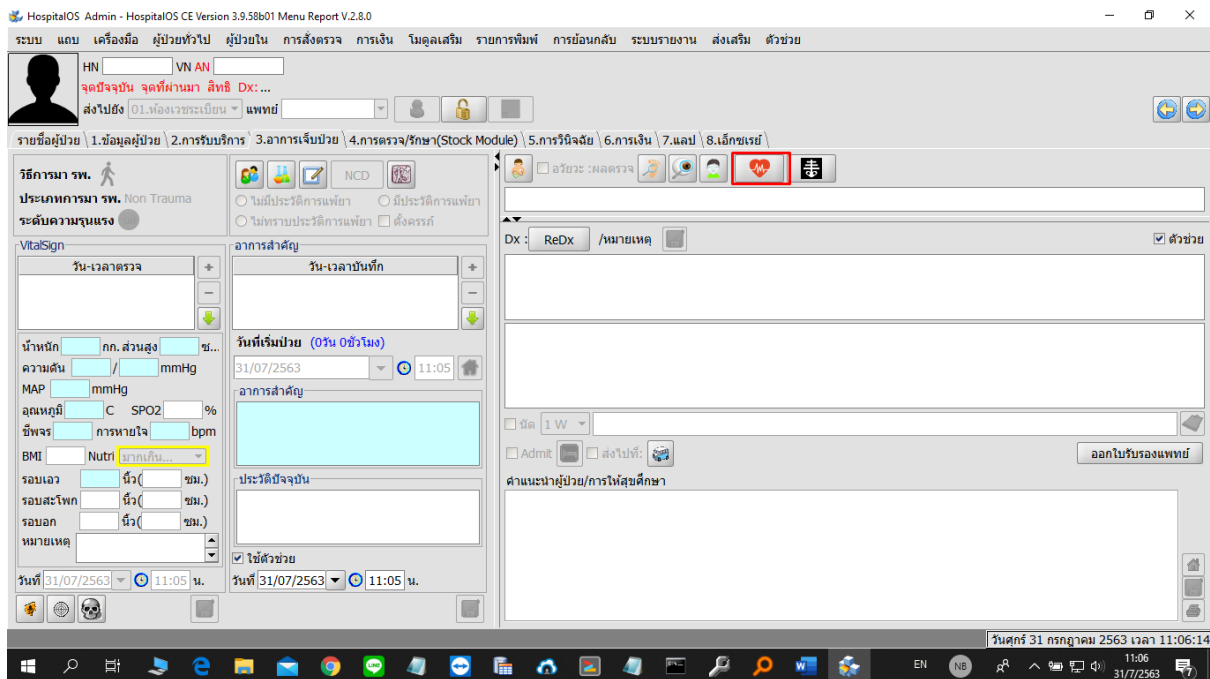 HospitalOS Admin - HospitalOS CE Version 3.9.58b01 Menu Report V.2.8.0
ระบบ แถบ เครื่องมือ ผู้ป่วยทั่วไป ผู้ป่วยใน การสั่งตรวจ การเงิน โมดูลเสริม รายการพิมพ์ การย้อนกลับ ระบบรายงาน ส่งเสริม ตัวช่วย
HN VN AN
จุดปัจจุบัน จุดที่ผ่านมา สิทธิ Dx: ...
ส่งไปยัง 01.ห้องเวชระเบียน แพทย์
รายชื่อผู้ป่วย 1.ข้อมูลผู้ป่วย 2.การรับบริการ 3.อาการเจ็บป่วย 4.การตรวจ/รักษา(Stock Module) 5.การวินิจฉัย 6.การเงิน 7.แลป 8.เอ็กซเรย์
วิธีการมา รพ.
ประเภทการมา รพ. Non Trauma
ระดับความรุนแรง
NCD
ไม่มีประวัติการแพ้ยา มีประวัติการแพ้ยา
ไม่ทราบประวัติการแพ้ยา ตั้งครรภ์
อวัยวะ :ผลตรวจ
VitalSign
วัน-เวลาตรวจ
+
−
น้ำหนัก กก. ส่วนสูง ซ...
ความดัน / mmHg
MAP mmHg
อุณหภูมิ C SPO2 %
ชีพจร การหายใจ bpm
BMI Nutri มากเกิน...
รอบเอว นิ้ว( ซม.)
รอบสะโพก นิ้ว( ซม.)
รอบอก นิ้ว( ซม.)
หมายเหตุ
วันที่ 31/07/2563 11:05 น.
อาการสำคัญ
วัน-เวลาบันทึก
+
−
วันที่เริ่มป่วย (0วัน 0ชั่วโมง)
31/07/2563 11:05
อาการสำคัญ
ประวัติปัจจุบัน
ใช้ตัวช่วย
วันที่ 31/07/2563 11:05 น.
Dx : ReDx /หมายเหตุ ตัวช่วย
นัด 1 W
Admit ส่งไปที่: ออกใบรับรองแพทย์
คำแนะนำผู้ป่วย/การให้สุขศึกษา
วันศุกร์ 31 กรกฎาคม 2563 เวลา 11:06:14
EN NB 11:06
31/7/2563